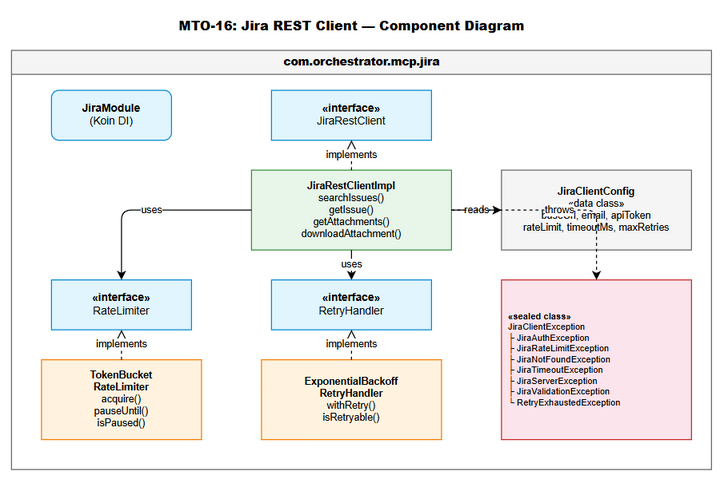 MTO-16: Jira REST Client — Component Diagram
com.orchestrator.mcp.jira
JiraModule
(Koin DI)
«interface»
JiraRestClient
implements
JiraRestClientImpl
searchIssues()
getIssue()
getAttachments()
downloadAttachment()
uses
reads
throws
JiraClientConfig
«data class»
baseUrl, email, apiToken
rateLimit, timeoutMs, maxRetries
uses
«interface»
RateLimiter
«interface»
RetryHandler
implements
implements
TokenBucket
RateLimiter
acquire()
pauseUntil()
isPaused()
ExponentialBackoff
RetryHandler
withRetry()
isRetryable()
«sealed class»
JiraClientException
├ JiraAuthException
├ JiraRateLimitException
├ JiraNotFoundException
├ JiraTimeoutException
├ JiraServerException
├ JiraValidationException
└ RetryExhaustedException